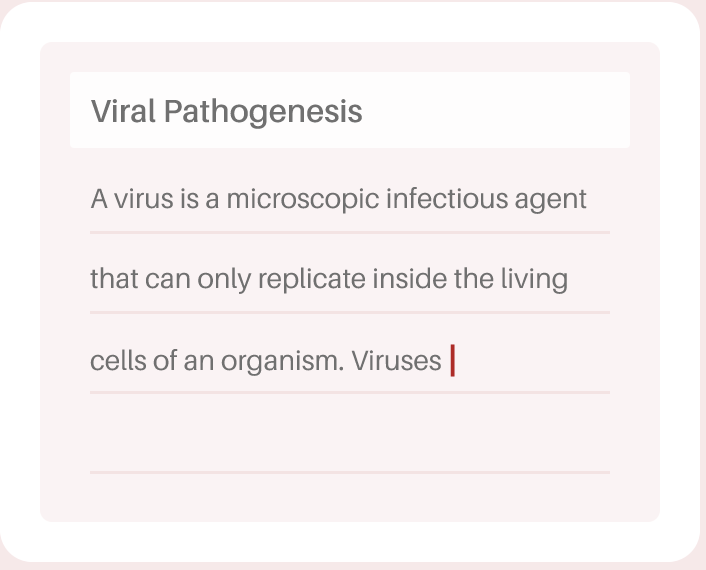 Viral Pathogenesis
A virus is a microscopic infectious agent
that can only replicate inside the living
cells of an organism. Viruses